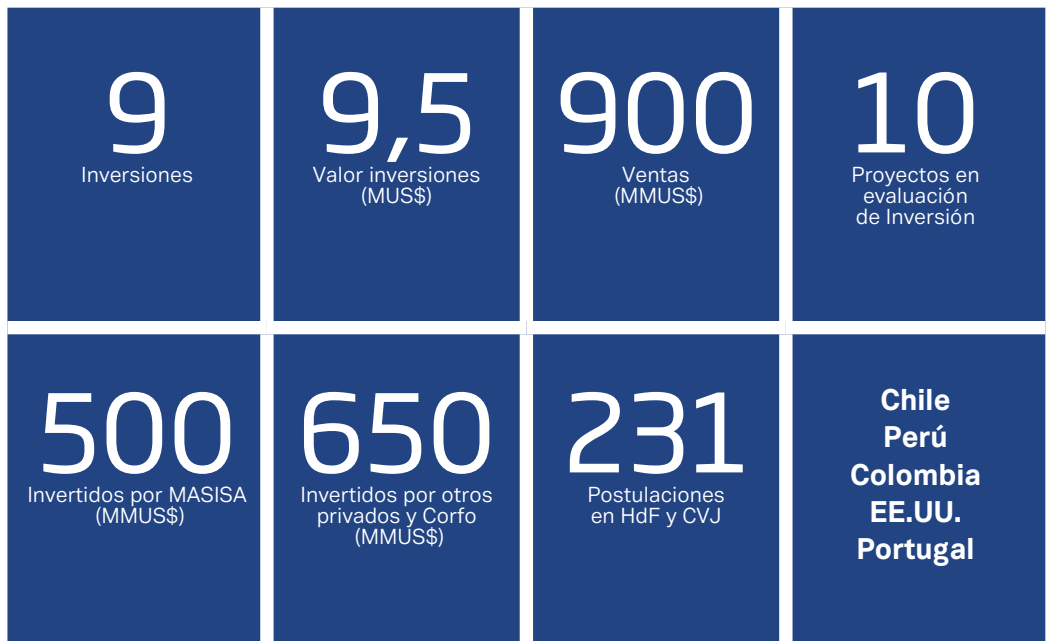 9
Inversiones
9,5
Valor inversiones
(MUS$)
900
Ventas
(MMUS$)
10
Proyectos en
evaluación
de Inversión
500
Invertidos por MASISA
(MMUS$)
650
Invertidos por otros
privados y Corfo
(MMUS$)
231
Postulaciones
en HdF y CVJ
Chile
Perú
Colombia
EE.UU.
Portugal